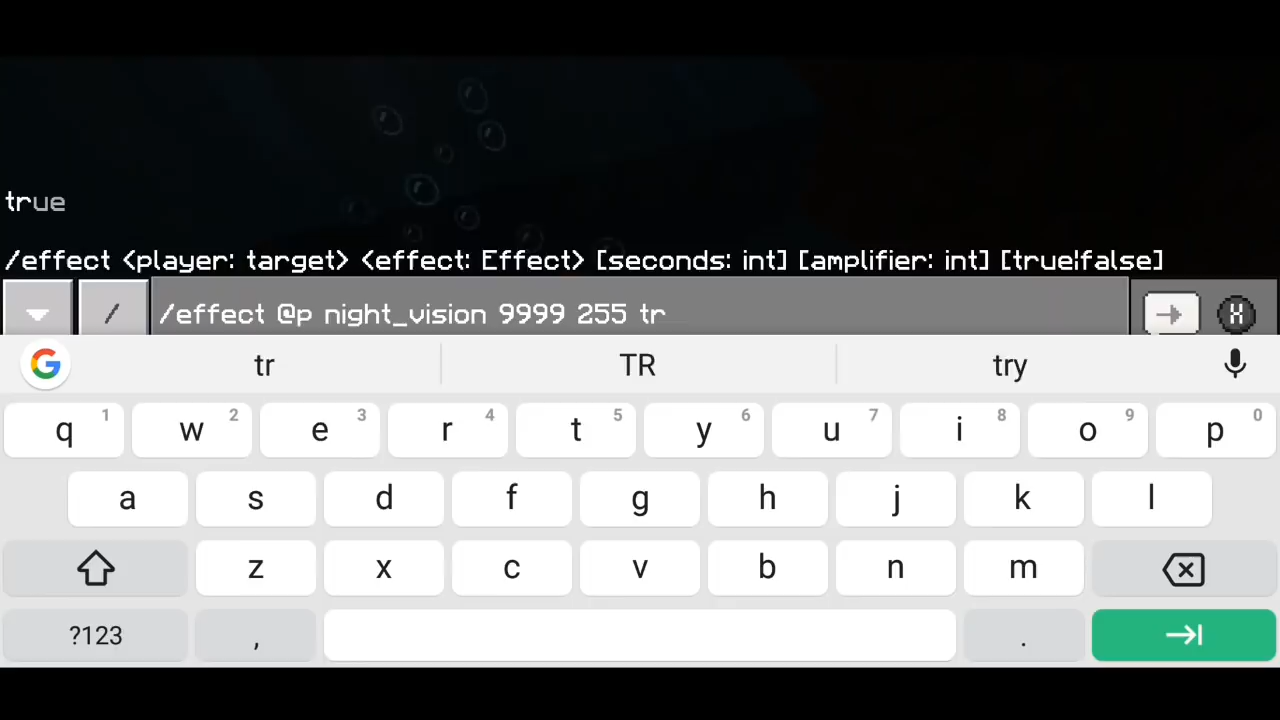 true
/effect <player: target> <effect: Effect> [seconds: int] [amplifier: int] [true¦false]
/ /effect @p night_vision 9999 255 tr H
G tr TR try
q 1 w 2 e 3 r 4 t 5 y 6 u 7 i 8 o 9 p 0
a s d f g h j k l
z x c v b n m
?123 , .